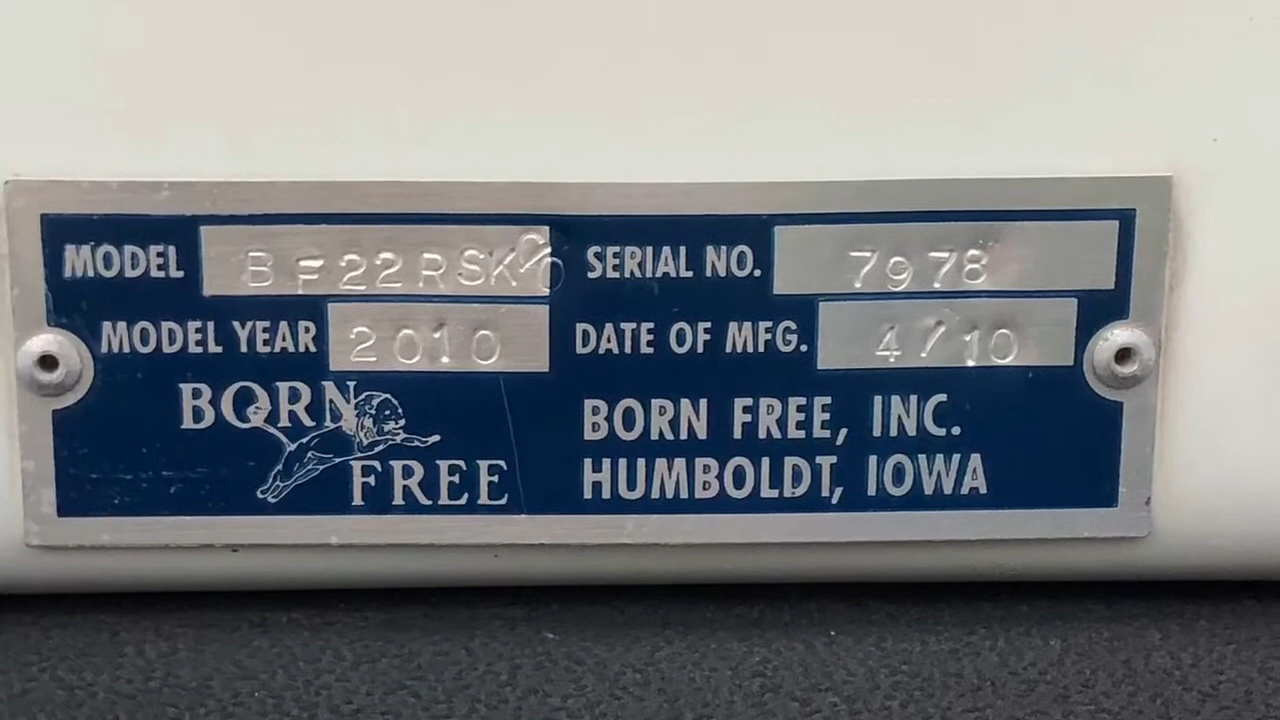 MODEL BF22RSK SERIAL NO. 7978
MODEL YEAR 2010 DATE OF MFG. 4/10
BORN FREE
BORN FREE, INC.
HUMBOLDT, IOWA